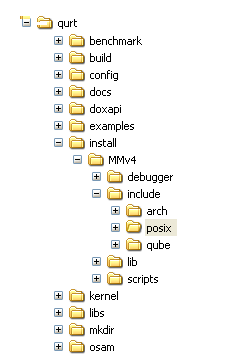 qurt
benchmark
build
config
docs
doxapi
examples
install
MMv4
debugger
include
arch
posix
qube
lib
scripts
kernel
libs
mkdir
osam